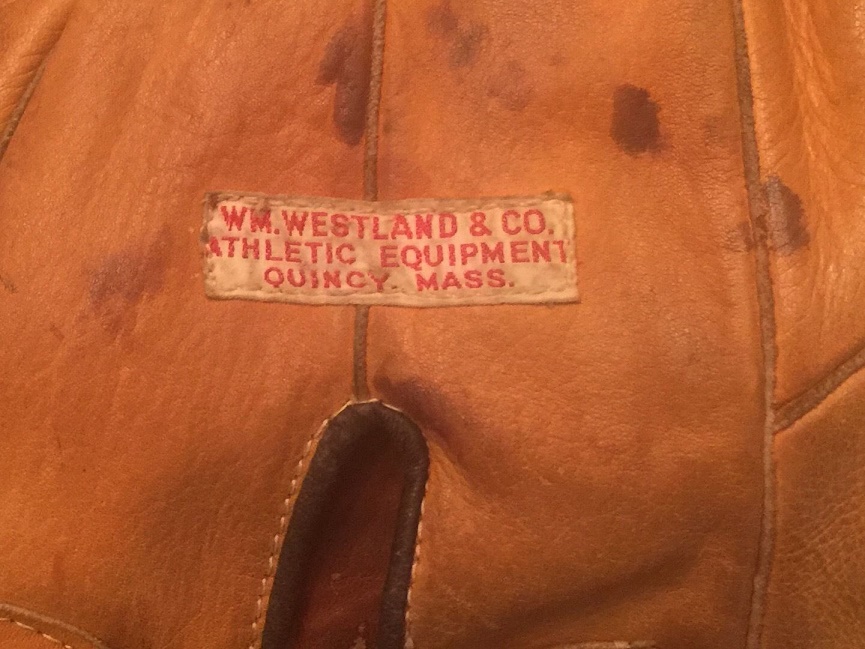 WM. WESTLAND & CO.
ATHLETIC EQUIPMENT
QUINCY. MASS.